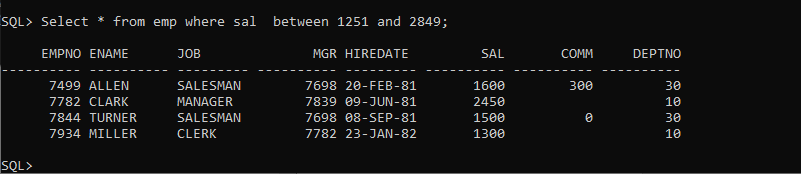 SQL> Select * from emp where sal  between 1251 and 2849;
     EMPNO ENAME      JOB              MGR HIREDATE         SAL       COMM     DEPTNO
---------- ---------- --------- ---------- --------- ---------- ---------- ----------
      7499 ALLEN      SALESMAN        7698 20-FEB-81       1600        300         30
      7782 CLARK      MANAGER         7839 09-JUN-81       2450                    10
      7844 TURNER     SALESMAN        7698 08-SEP-81       1500          0         30
      7934 MILLER     CLERK           7782 23-JAN-82       1300                    10
SQL>